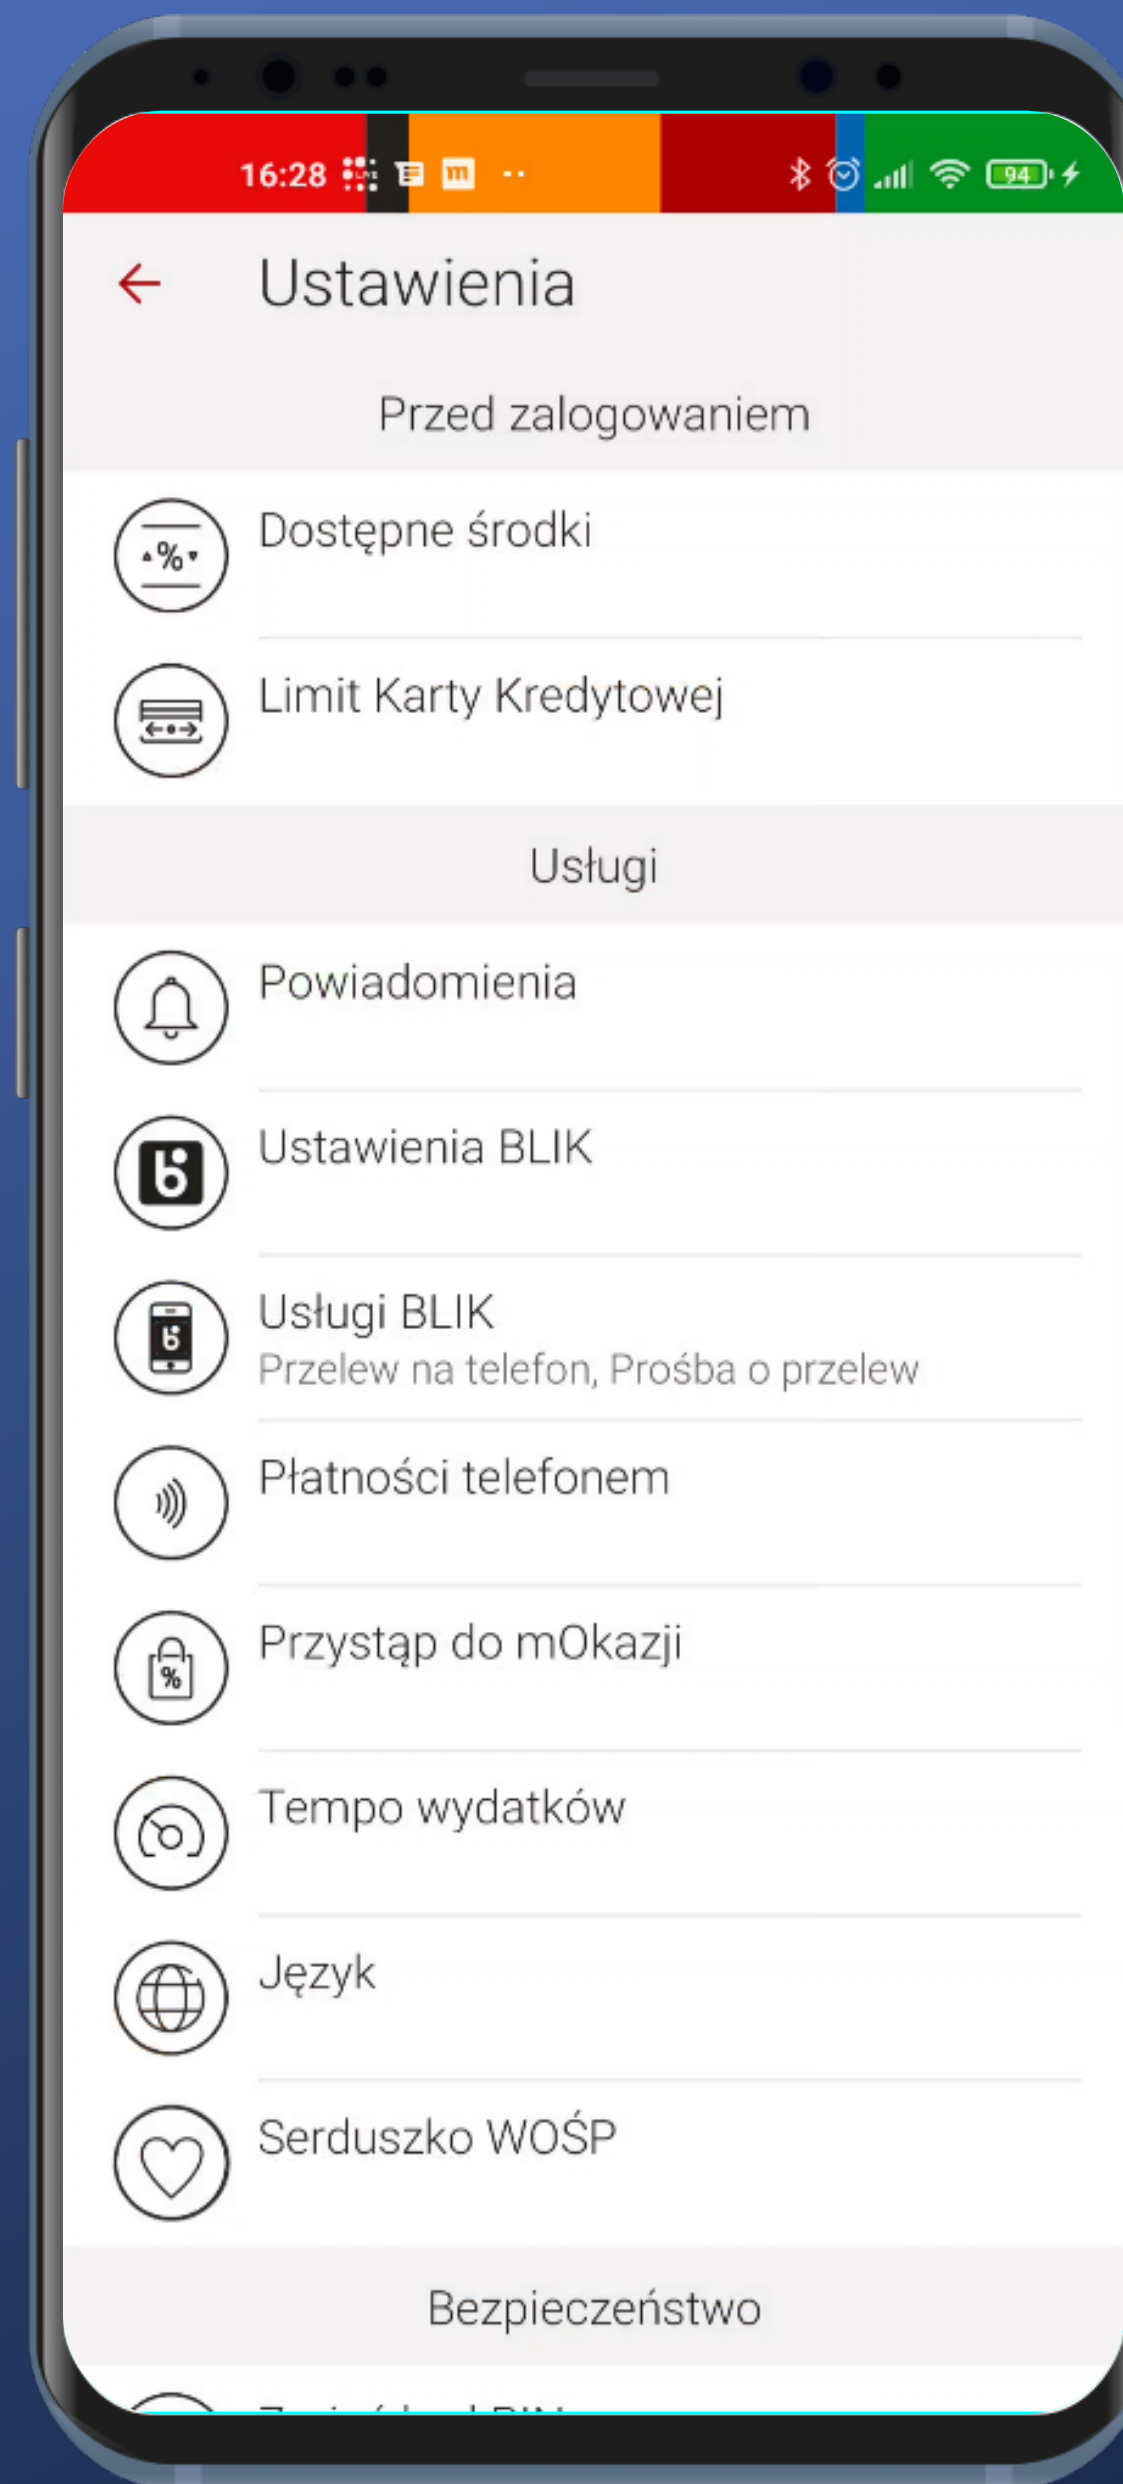 16:28 LIVE m 94
Ustawienia
Przed zalogowaniem
Dostępne środki
Limit Karty Kredytowej
Usługi
Powiadomienia
Ustawienia BLIK
Usługi BLIK
Przelew na telefon, Prośba o przelew
Płatności telefonem
Przystąp do mOkazji
Tempo wydatków
Język
Serduszko WOŚP
Bezpieczeństwo